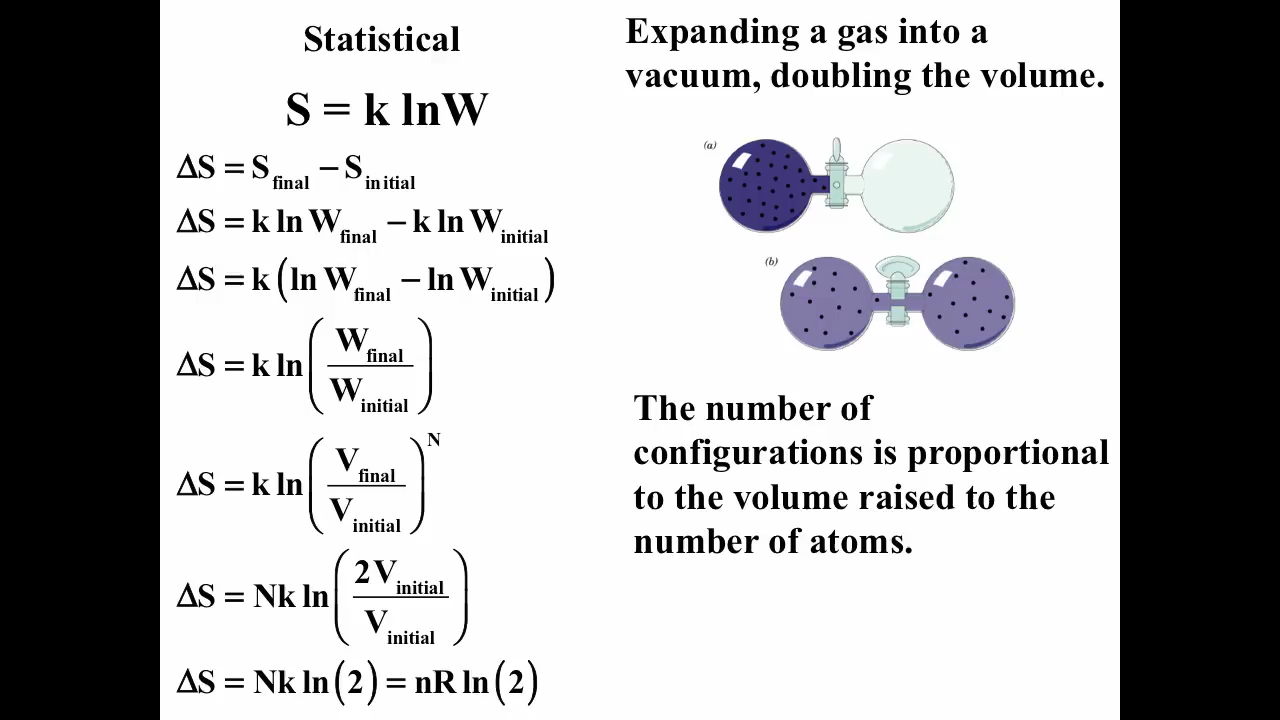 Statistical
S = k lnW
ΔS = S_final − S_initial
ΔS = k ln W_final − k ln W_initial
ΔS = k (ln W_final − ln W_initial)
ΔS = k ln (W_final / W_initial)
ΔS = k ln (V_final / V_initial)^N
ΔS = Nk ln (2V_initial / V_initial)
ΔS = Nk ln(2) = nR ln(2)
Expanding a gas into a
vacuum, doubling the volume.
(a)
(b)
The number of
configurations is proportional
to the volume raised to the
number of atoms.